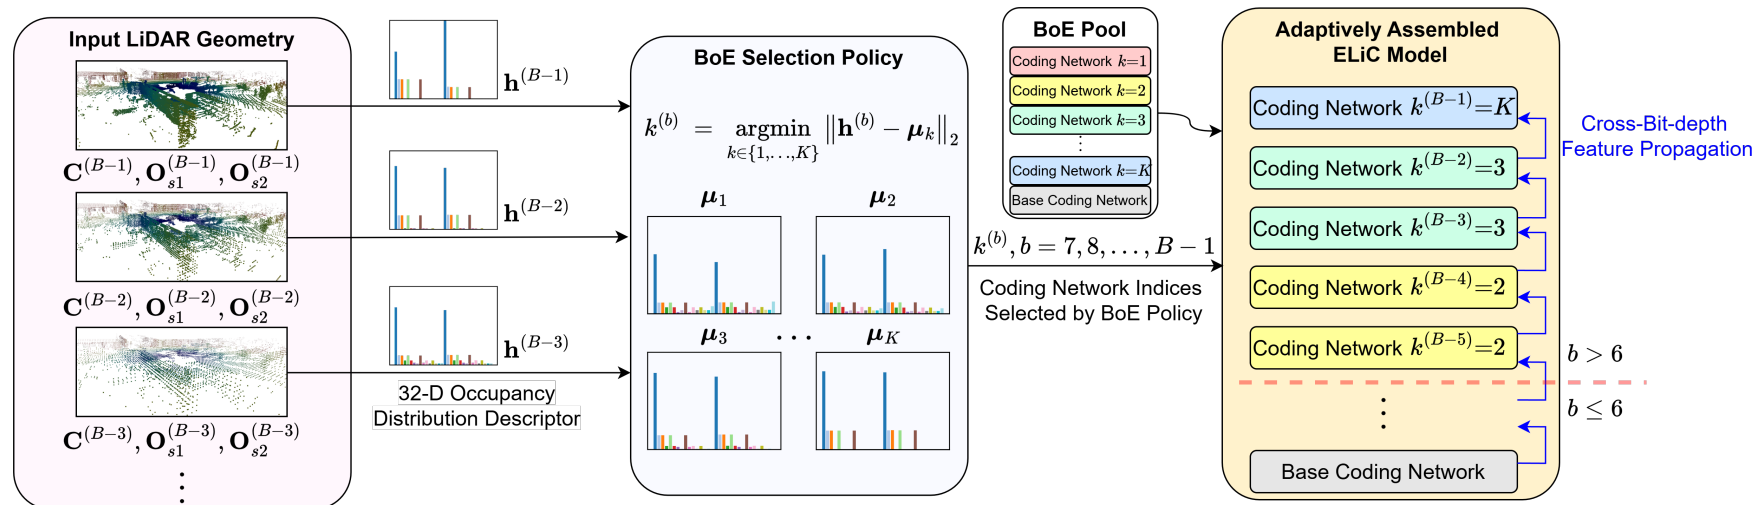 Input LiDAR Geometry
C^(B−1), O_s1^(B−1), O_s2^(B−1)
C^(B−2), O_s1^(B−2), O_s2^(B−2)
C^(B−3), O_s1^(B−3), O_s2^(B−3)
⋮
h^(B−1)
h^(B−2)
h^(B−3)
32-D Occupancy
Distribution Descriptor
BoE Selection Policy
k^(b) = argmin_{k∈{1,…,K}} ‖h^(b) − μ_k‖_2
μ_1
μ_2
μ_3
⋯
μ_K
BoE Pool
Coding Network k=1
Coding Network k=2
Coding Network k=3
⋮
Coding Network k=K
Base Coding Network
k^(b), b = 7, 8, …, B − 1
Coding Network Indices
Selected by BoE Policy
Adaptively Assembled
ELiC Model
Coding Network k^(B−1)=K
Coding Network k^(B−2)=3
Coding Network k^(B−3)=3
Coding Network k^(B−4)=2
Coding Network k^(B−5)=2
⋮
Base Coding Network
Cross-Bit-depth
Feature Propagation
b > 6
b ≤ 6